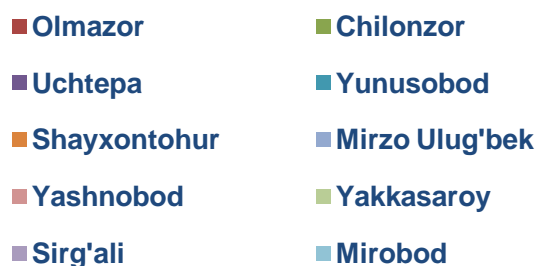 Olmazor
Chilonzor
Uchtepa
Yunusobod
Shayxontohur
Mirzo Ulug'bek
Yashnobod
Yakkasaroy
Sirg'ali
Mirobod